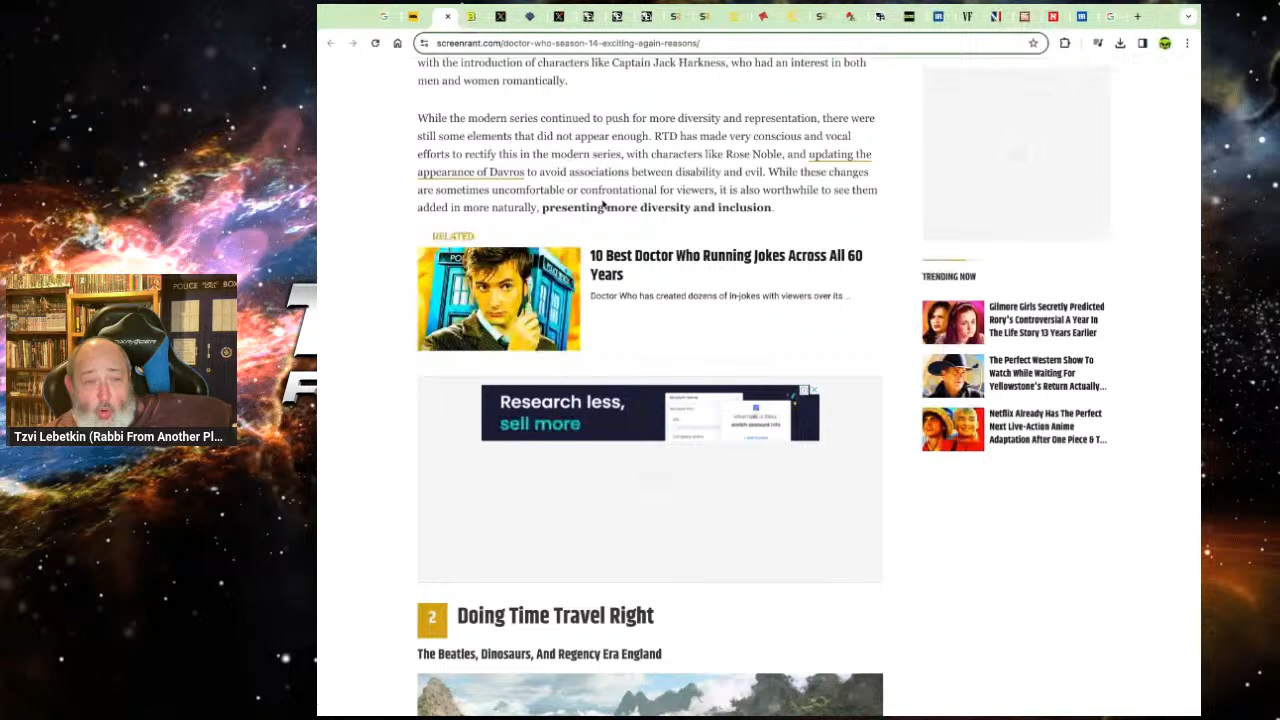 screenrant.com/doctor-who-season-14-exciting-again-reasons/
with the introduction of characters like Captain Jack Harkness, who had an interest in both
men and women romantically.
While the modern series continued to push for more diversity and representation, there were
still some elements that did not appear enough. RTD has made very conscious and vocal
efforts to rectify this in the modern series, with characters like Rose Noble, and updating the
appearance of Davros to avoid associations between disability and evil. While these changes
are sometimes uncomfortable or confrontational for viewers, it is also worthwhile to see them
added in more naturally, presenting more diversity and inclusion.
RELATED
10 Best Doctor Who Running Jokes Across All 60
Years
Doctor Who has created dozens of in-jokes with viewers over its ...
Research less,
sell more
2
Doing Time Travel Right
The Beatles, Dinosaurs, And Regency Era England
TRENDING NOW
Gilmore Girls Secretly Predicted
Rory's Controversial A Year In
The Life Story 13 Years Earlier
The Perfect Western Show To
Watch While Waiting For
Yellowstone's Return Actually...
Netflix Already Has The Perfect
Next Live-Action Anime
Adaptation After One Piece & T...
POLICE BOX
Tzvi Lebetkin (Rabbi From Another Pl...